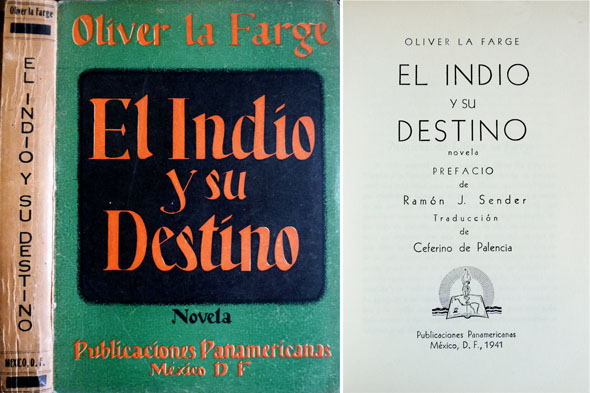 Oliver la Farge
EL INDIO Y SU DESTINO
MEXICO, D. F.
Oliver la Farge
El Indio
y su
Destino
Novela
Publicaciones Panamericanas
Mexico D F
OLIVER LA FARGE
EL INDIO
Y SU
DESTINO
novela
PREFACIO
de
Ramón J. Sender
Traducción
de
Ceferino de Palencia
Publicaciones Panamericanas
México, D. F., 1941